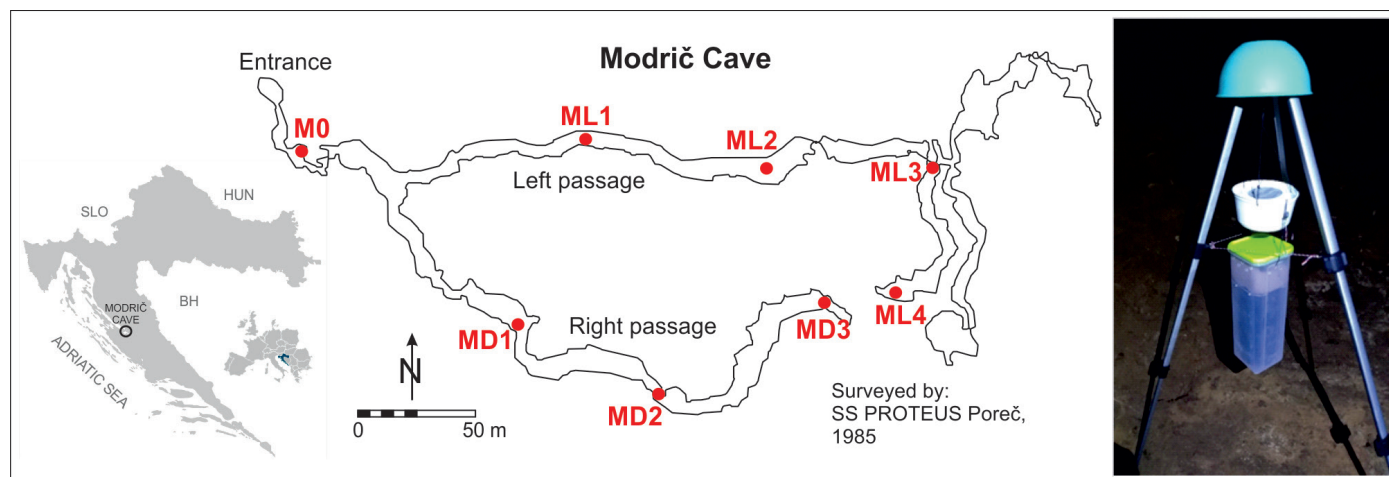 Modrič Cave
Entrance
M0
ML1
ML2
ML3
Left passage
HUN
SLO
BH
MODRIČ
CAVE
ADRIATIC SEA
MD1
Right passage
MD3
ML4
N
MD2
0 50 m
Surveyed by:
SS PROTEUS Poreč,
1985